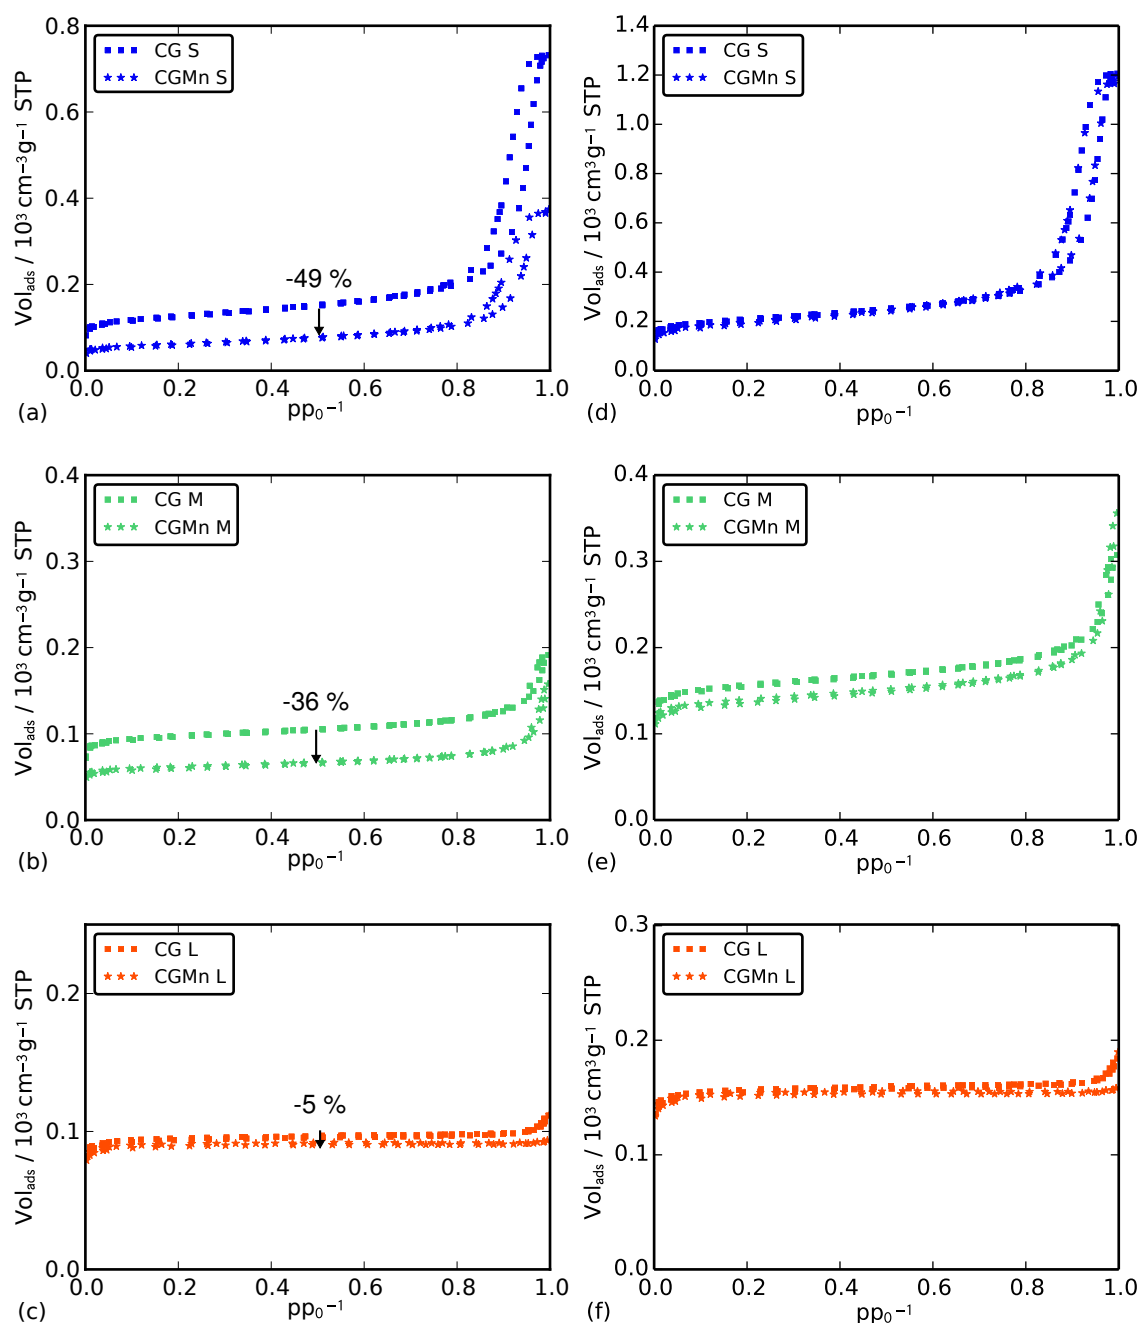 CG S
CGMn S
-49 %
0.8
0.6
0.4
0.2
0.0
0.0 0.2 0.4 0.6 0.8 1.0
Vol_ads / 10³ cm⁻³g⁻¹ STP
pp₀⁻¹
(a)
CG S
CGMn S
1.4
1.2
1.0
0.8
0.6
0.4
0.2
0.0
0.0 0.2 0.4 0.6 0.8 1.0
Vol_ads / 10³ cm³g⁻¹ STP
pp₀⁻¹
(d)
CG M
CGMn M
-36 %
0.4
0.3
0.2
0.1
0.0
0.0 0.2 0.4 0.6 0.8 1.0
Vol_ads / 10³ cm⁻³g⁻¹ STP
pp₀⁻¹
(b)
CG M
CGMn M
0.4
0.3
0.2
0.1
0.0
0.0 0.2 0.4 0.6 0.8 1.0
Vol_ads / 10³ cm³g⁻¹ STP
pp₀⁻¹
(e)
CG L
CGMn L
-5 %
0.2
0.1
0.0
0.0 0.2 0.4 0.6 0.8 1.0
Vol_ads / 10³ cm⁻³g⁻¹ STP
pp₀⁻¹
(c)
CG L
CGMn L
0.3
0.2
0.1
0.0
0.0 0.2 0.4 0.6 0.8 1.0
Vol_ads / 10³ cm³g⁻¹ STP
pp₀⁻¹
(f)